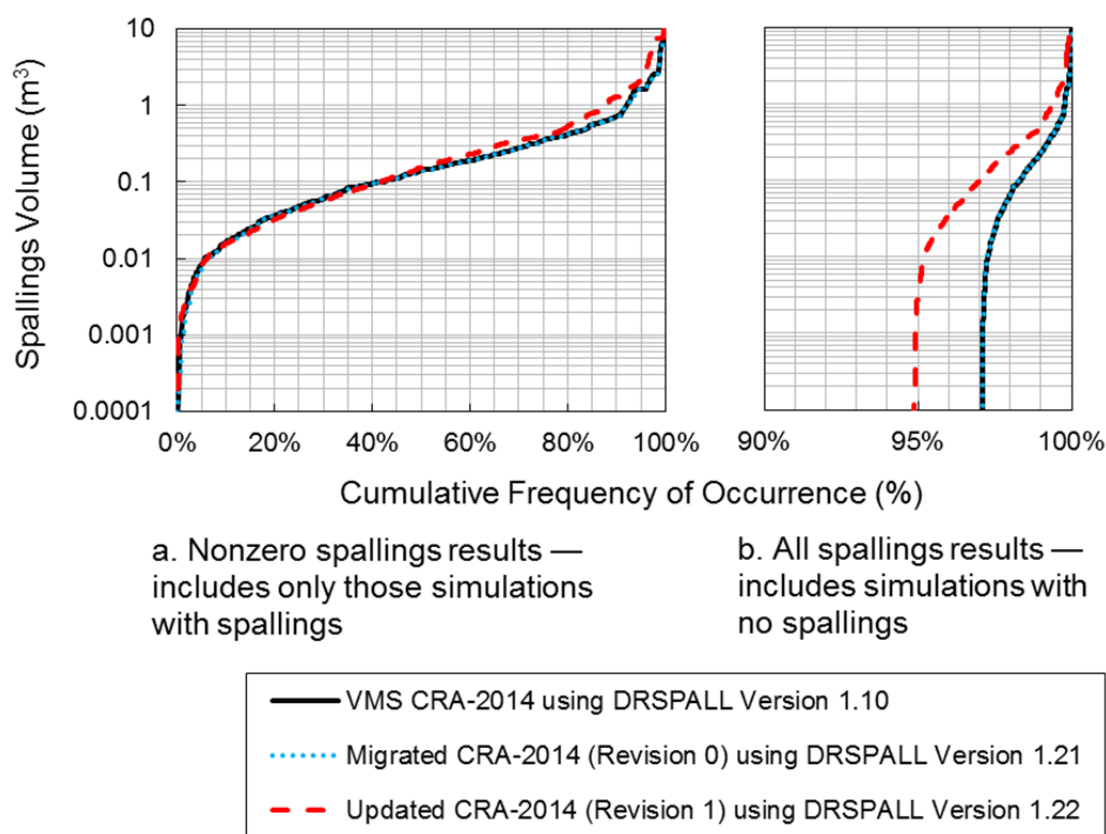 Spallings Volume (m³)
10
1
0.1
0.01
0.001
0.0001
0%
20%
40%
60%
80%
100%
90%
95%
100%
Cumulative Frequency of Occurrence (%)
a. Nonzero spallings results —
includes only those simulations
with spallings
b. All spallings results —
includes simulations with
no spallings
VMS CRA-2014 using DRSPALL Version 1.10
Migrated CRA-2014 (Revision 0) using DRSPALL Version 1.21
Updated CRA-2014 (Revision 1) using DRSPALL Version 1.22